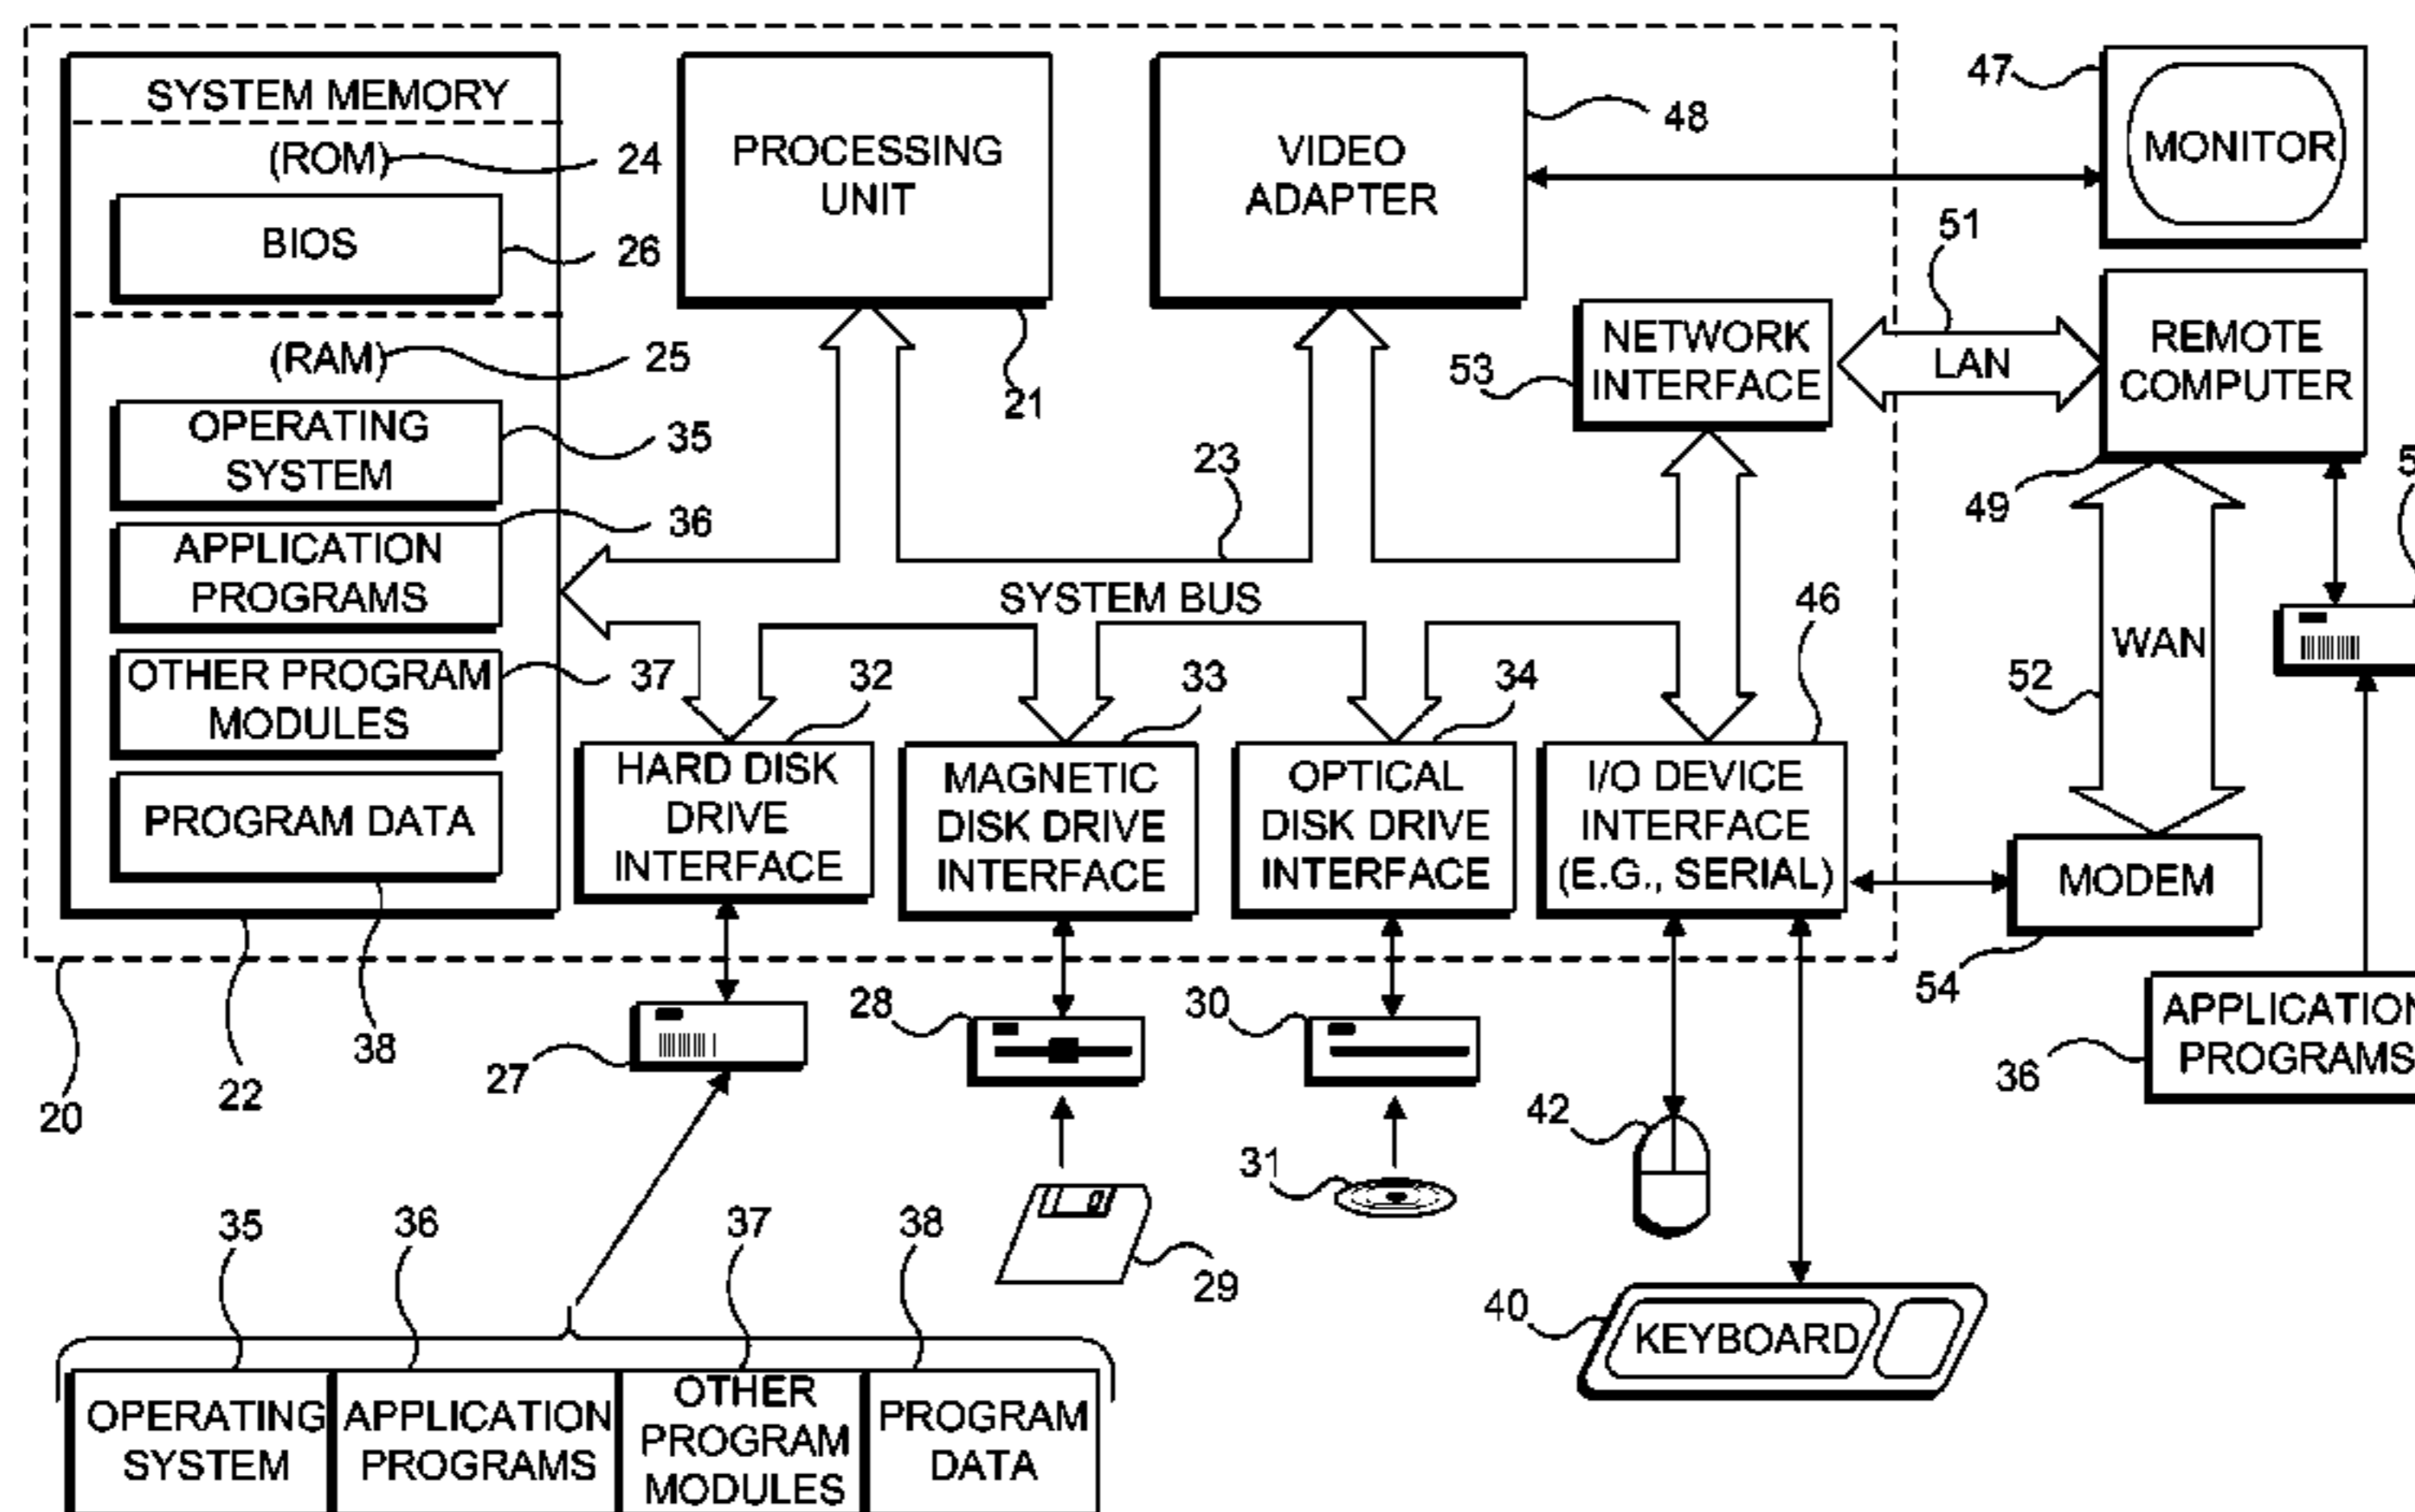 SYSTEM MEMORY
(ROM)
24
BIOS
26
(RAM)
25
OPERATING
SYSTEM
35
APPLICATION
PROGRAMS
36
OTHER PROGRAM
MODULES
37
PROGRAM DATA
38
22
20
PROCESSING
UNIT
21
VIDEO
ADAPTER
48
47
MONITOR
51
NETWORK
INTERFACE
53
LAN
REMOTE
COMPUTER
49
23
SYSTEM BUS
46
32
33
34
HARD DISK
DRIVE
INTERFACE
MAGNETIC
DISK DRIVE
INTERFACE
OPTICAL
DISK DRIVE
INTERFACE
I/O DEVICE
INTERFACE
(E.G., SERIAL)
WAN
52
MODEM
54
APPLICATION
PROGRAMS
36
27
28
30
42
31
29
40
KEYBOARD
35
36
37
38
OPERATING
SYSTEM
APPLICATION
PROGRAMS
OTHER
PROGRAM
MODULES
PROGRAM
DATA